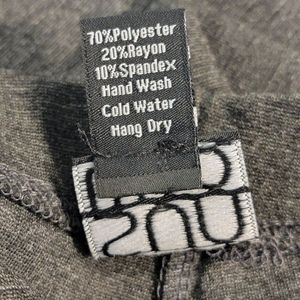 70%Polyester
20%Rayon
10%Spandex
Hand Wash
Cold Water
Hang Dry